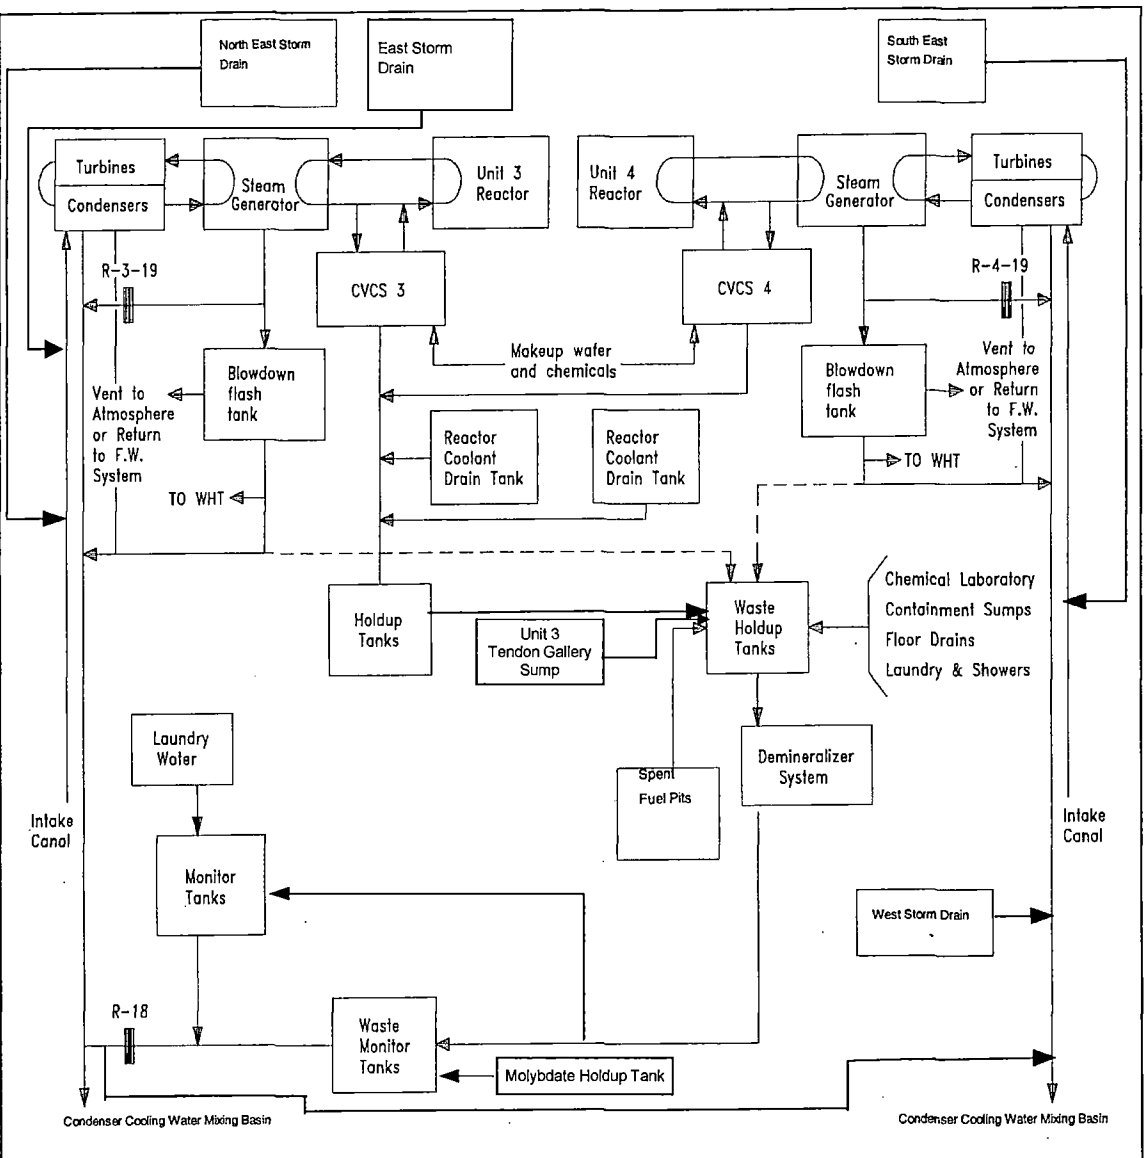 North East Storm
Drain
East Storm
Drain
South East
Storm Drain
Turbines
Condensers
Steam
Generator
Unit 3
Reactor
Unit 4
Reactor
Steam
Generator
Turbines
Condensers
R-3-19
CVCS 3
CVCS 4
R-4-19
Makeup wafer
and chemicals
Blowdown
flash
tank
Vent to
Atmosphere
or Return
to F.W.
System
Blowdown
flash
tank
Vent to
Atmosphere
or Return
to F.W.
System
Reactor
Coolant
Drain Tank
Reactor
Coolant
Drain Tank
TO WHT
TO WHT
Holdup
Tanks
Unit 3
Tendon Gallery
Sump
Waste
Holdup
Tanks
Chemical Laboratory
Containment Sumps
Floor Drains
Laundry & Showers
Laundry
Water
Demineralizer
System
Spent
Fuel Pits
Intake
Canal
Intake
Canal
Monitor
Tanks
West Storm Drain
R-18
Waste
Monitor
Tanks
Molybdate Holdup Tank
Condenser Cooling Water Mixing Basin
Condenser Cooling Water Mixing Basin